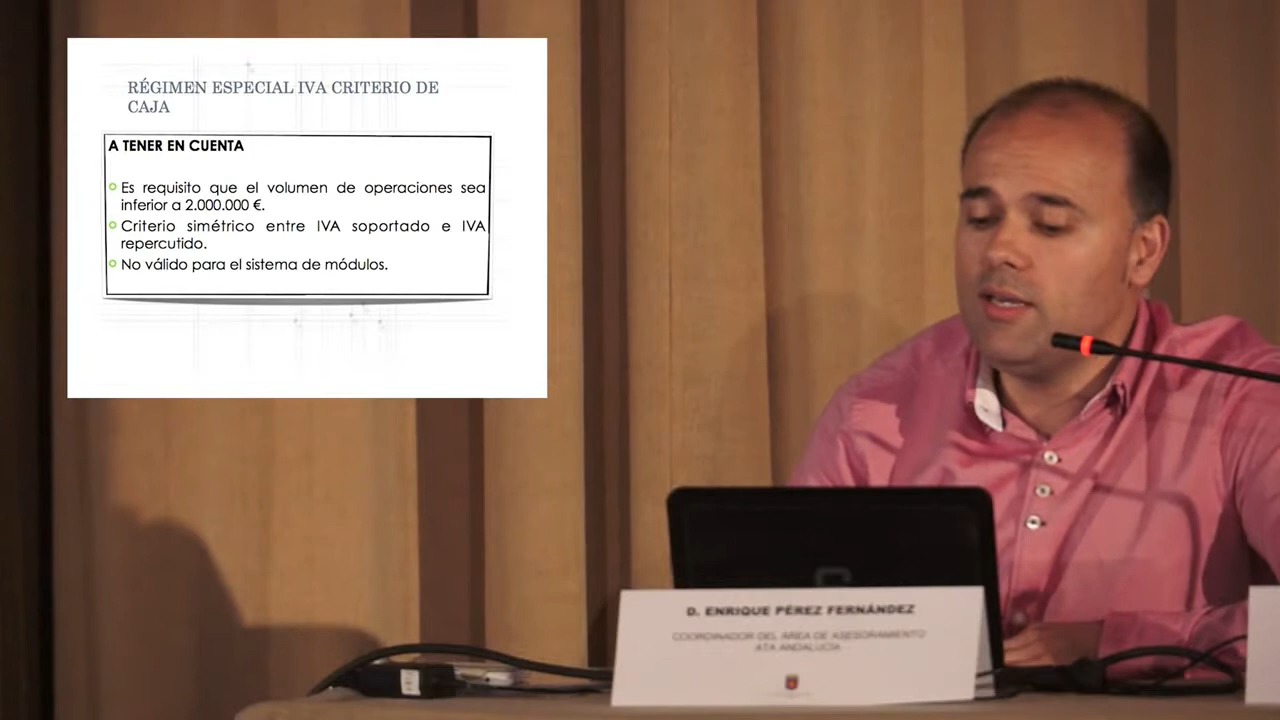 RÉGIMEN ESPECIAL IVA CRITERIO DE
CAJA
A TENER EN CUENTA
Es requisito que el volumen de operaciones sea
inferior a 2.000.000 €.
Criterio simétrico entre IVA soportado e IVA
repercutido.
No válido para el sistema de módulos.
D. ENRIQUE PÉREZ FERNÁNDEZ
COORDINADOR DEL ÁREA DE ASESORAMIENTO
ATA ANDALUCÍA